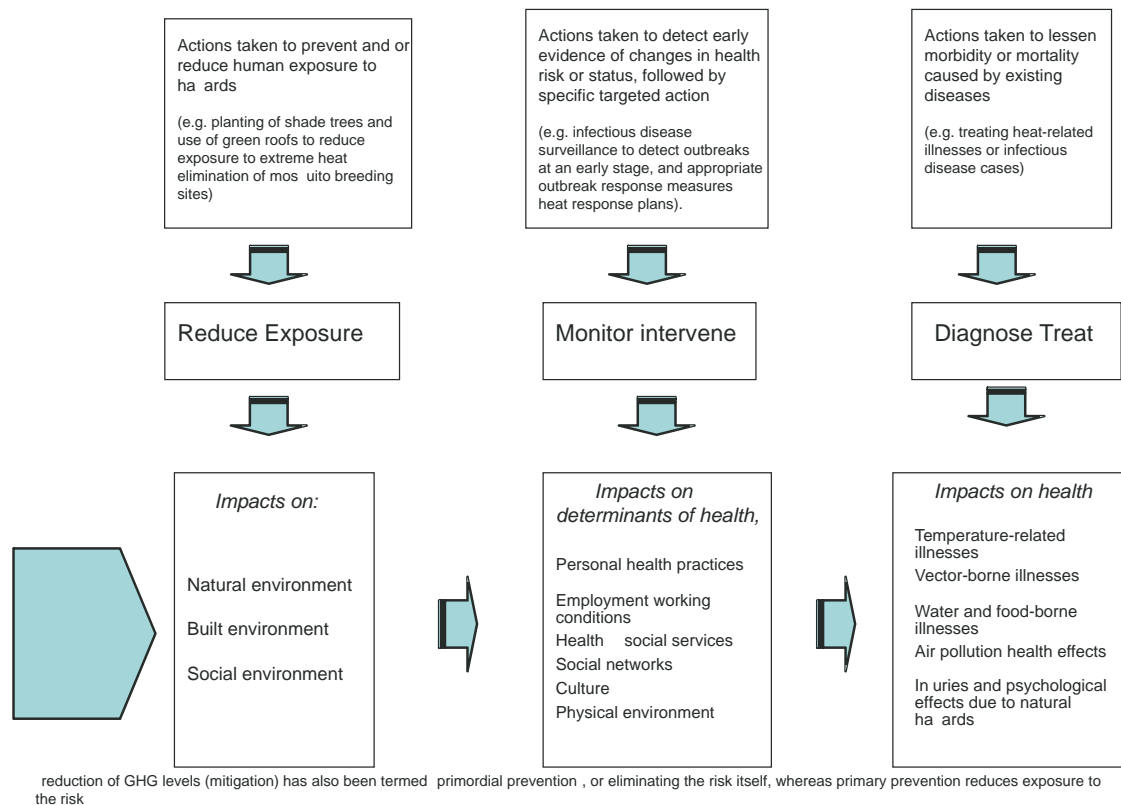 Actions taken to prevent and or
reduce human exposure to
ha ards
(e.g. planting of shade trees and
use of green roofs to reduce
exposure to extreme heat
elimination of mos uito breeding
sites)
Actions taken to detect early
evidence of changes in health
risk or status, followed by
specific targeted action
(e.g. infectious disease
surveillance to detect outbreaks
at an early stage, and appropriate
outbreak response measures
heat response plans).
Actions taken to lessen
morbidity or mortality
caused by existing
diseases
(e.g. treating heat-related
illnesses or infectious
disease cases)
Reduce Exposure
Monitor intervene
Diagnose Treat
Impacts on:
Natural environment
Built environment
Social environment
Impacts on
determinants of health,
Personal health practices
Employment working
conditions
Health social services
Social networks
Culture
Physical environment
Impacts on health
Temperature-related
illnesses
Vector-borne illnesses
Water and food-borne
illnesses
Air pollution health effects
In uries and psychological
effects due to natural
ha ards
reduction of GHG levels (mitigation) has also been termed primordial prevention , or eliminating the risk itself, whereas primary prevention reduces exposure to
the risk